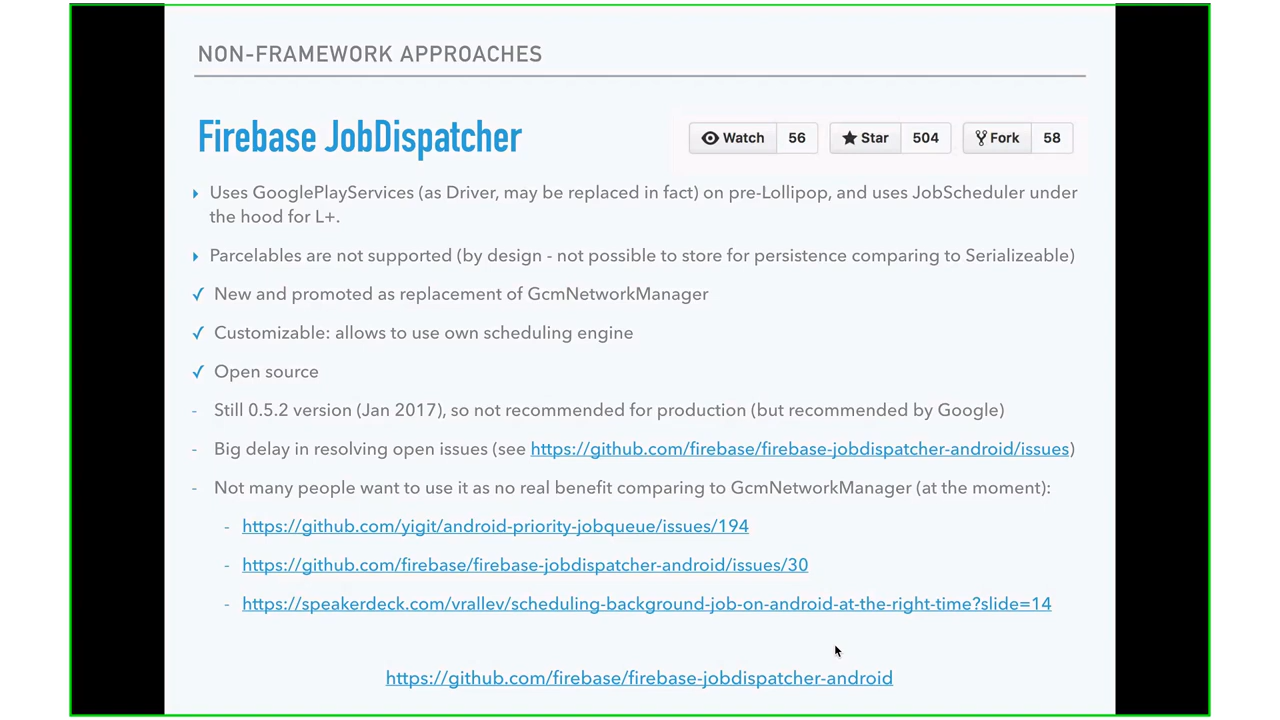 NON-FRAMEWORK APPROACHES
Firebase JobDispatcher
Watch 56 Star 504 Fork 58
Uses GooglePlayServices (as Driver, may be replaced in fact) on pre-Lollipop, and uses JobScheduler under
the hood for L+.
Parcelables are not supported (by design - not possible to store for persistence comparing to Serializeable)
✓ New and promoted as replacement of GcmNetworkManager
✓ Customizable: allows to use own scheduling engine
✓ Open source
- Still 0.5.2 version (Jan 2017), so not recommended for production (but recommended by Google)
- Big delay in resolving open issues (see https://github.com/firebase/firebase-jobdispatcher-android/issues)
- Not many people want to use it as no real benefit comparing to GcmNetworkManager (at the moment):
- https://github.com/yigit/android-priority-jobqueue/issues/194
- https://github.com/firebase/firebase-jobdispatcher-android/issues/30
- https://speakerdeck.com/vrallev/scheduling-background-job-on-android-at-the-right-time?slide=14
https://github.com/firebase/firebase-jobdispatcher-android